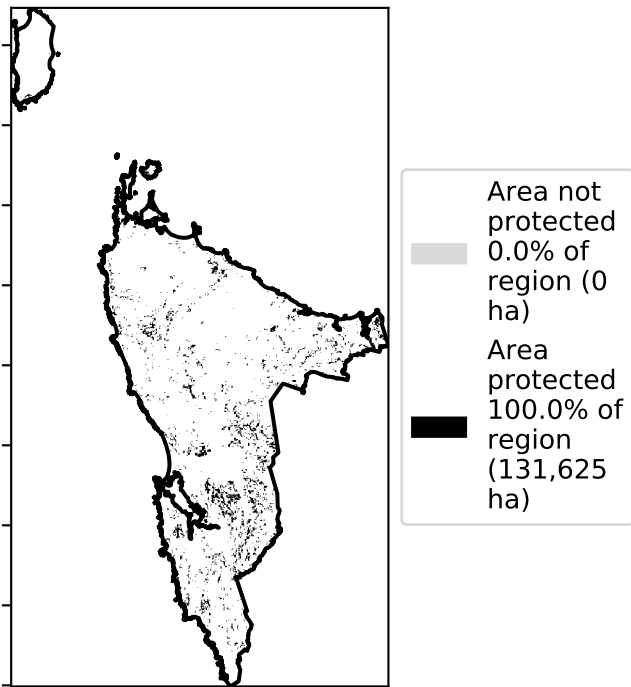 Area not
protected
0.0% of
region (0
ha)
Area
protected
100.0% of
region
(131,625
ha)